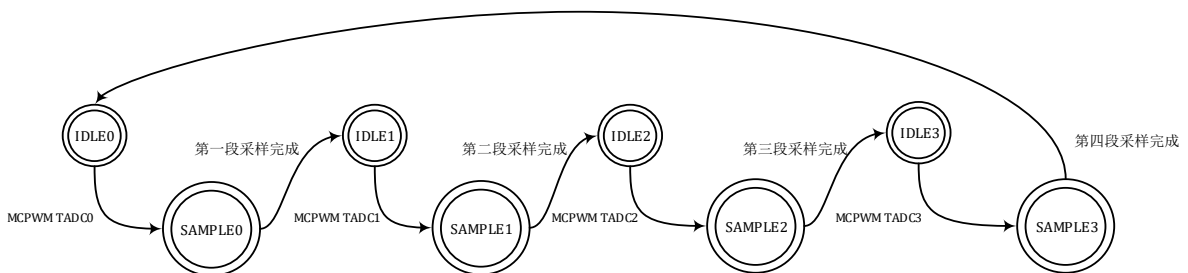 IDLE0
IDLE1
IDLE2
IDLE3
第一段采样完成
第二段采样完成
第三段采样完成
第四段采样完成
MCPWM TADC0
SAMPLE0
MCPWM TADC1
SAMPLE1
MCPWM TADC2
SAMPLE2
MCPWM TADC3
SAMPLE3